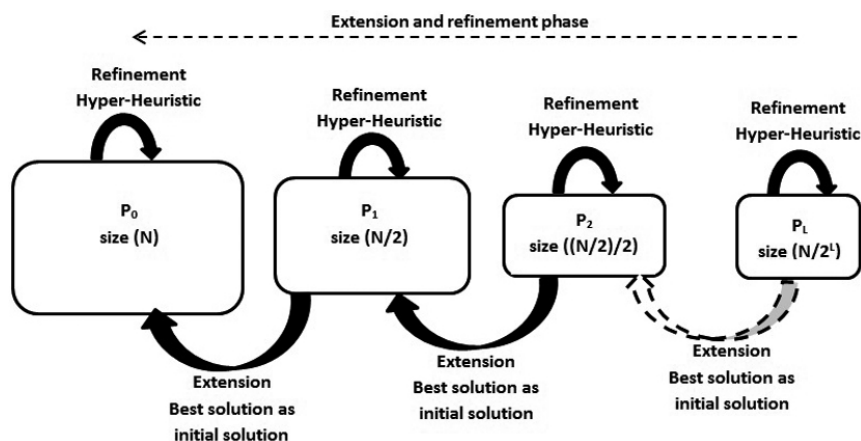 Extension and refinement phase
Refinement
Hyper-Heuristic
Refinement
Hyper-Heuristic
Refinement
Hyper-Heuristic
Refinement
Hyper-Heuristic
P₀
size (N)
P₁
size (N/2)
P₂
size ((N/2)/2)
P_L
size (N/2ᴸ)
Extension
Best solution as
initial solution
Extension
Best solution as
initial solution
Extension
Best solution as
initial solution